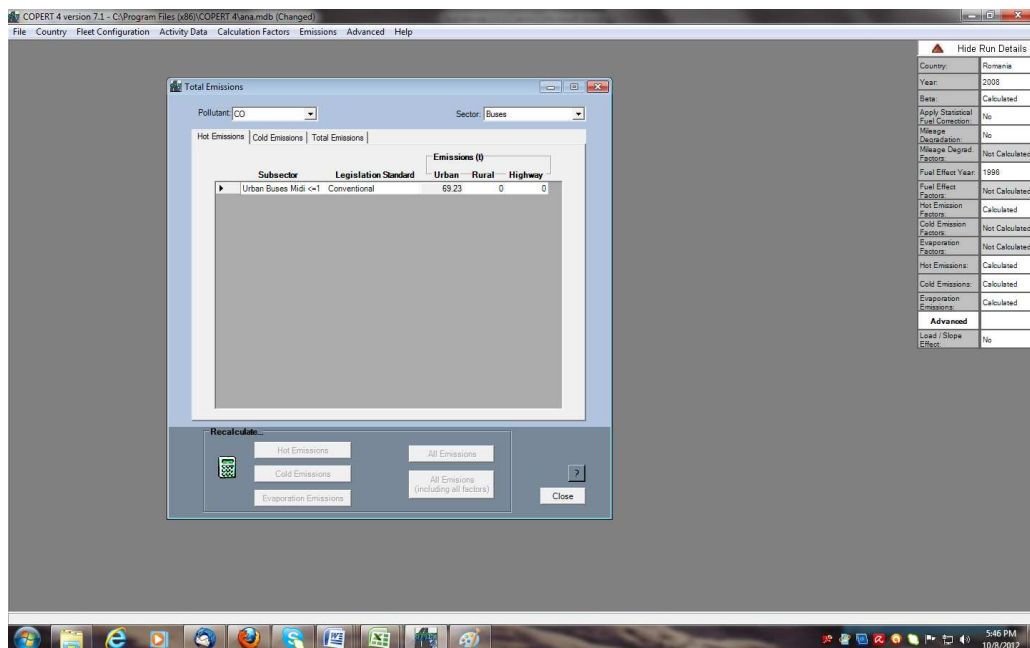 COPERT 4 version 7.1 - C:\Program Files (x86)\COPERT 4\ana.mdb (Changed)
File Country Fleet Configuration Activity Data Calculation Factors Emissions Advanced Help
Hide Run Details
Country: Romania
Year: 2008
Beta: Calculated
Apply Statistical Fuel Correction: No
Mileage Degradation: No
Mileage Degrad. Factors: Not Calculated
Fuel Effect Year: 1996
Fuel Effect Factors: Not Calculated
Hot Emission Factors: Calculated
Cold Emission Factors: Not Calculated
Evaporation Factors: Not Calculated
Hot Emissions: Calculated
Cold Emissions: Calculated
Evaporation Emissions: Calculated
Advanced
Load / Slope Effect: No
Total Emissions
Pollutant: CO Sector: Buses
Hot Emissions Cold Emissions Total Emissions
Emissions (t)
Subsector Legislation Standard Urban Rural Highway
Urban Buses Midi <=1 Conventional 69.23 0 0
Recalculate...
Hot Emissions
All Emissions
Cold Emissions
All Emisions
(including all factors)
?
Evaporation Emissions
Close
5:46 PM
10/8/2012